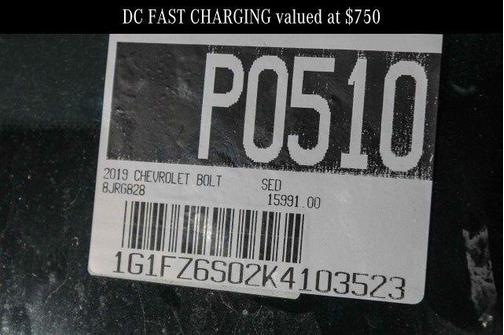 DC FAST CHARGING valued at $750
P0510
2019 CHEVROLET BOLT SED
8JRG828 15991.00
1G1FZ6S02K4103523